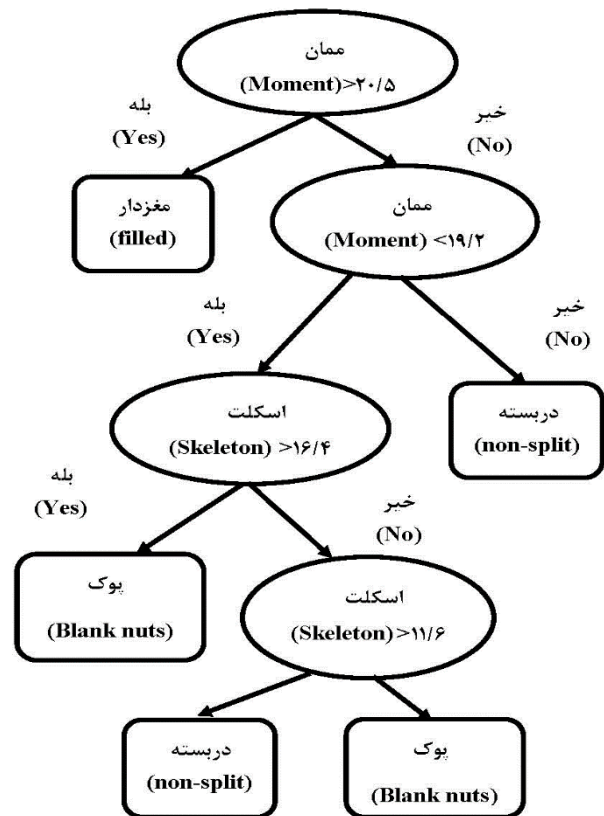 ممان
(Moment)>۲۰/۵
بله
(Yes)
خیر
(No)
مغزدار
(filled)
ممان
(Moment) <۱۹/۲
بله
(Yes)
خیر
(No)
اسکلت
(Skeleton) >۱۶/۴
دربسته
(non-split)
بله
(Yes)
خیر
(No)
پوک
(Blank nuts)
اسکلت
(Skeleton)>۱۱/۶
دربسته
(non-split)
پوک
(Blank nuts)